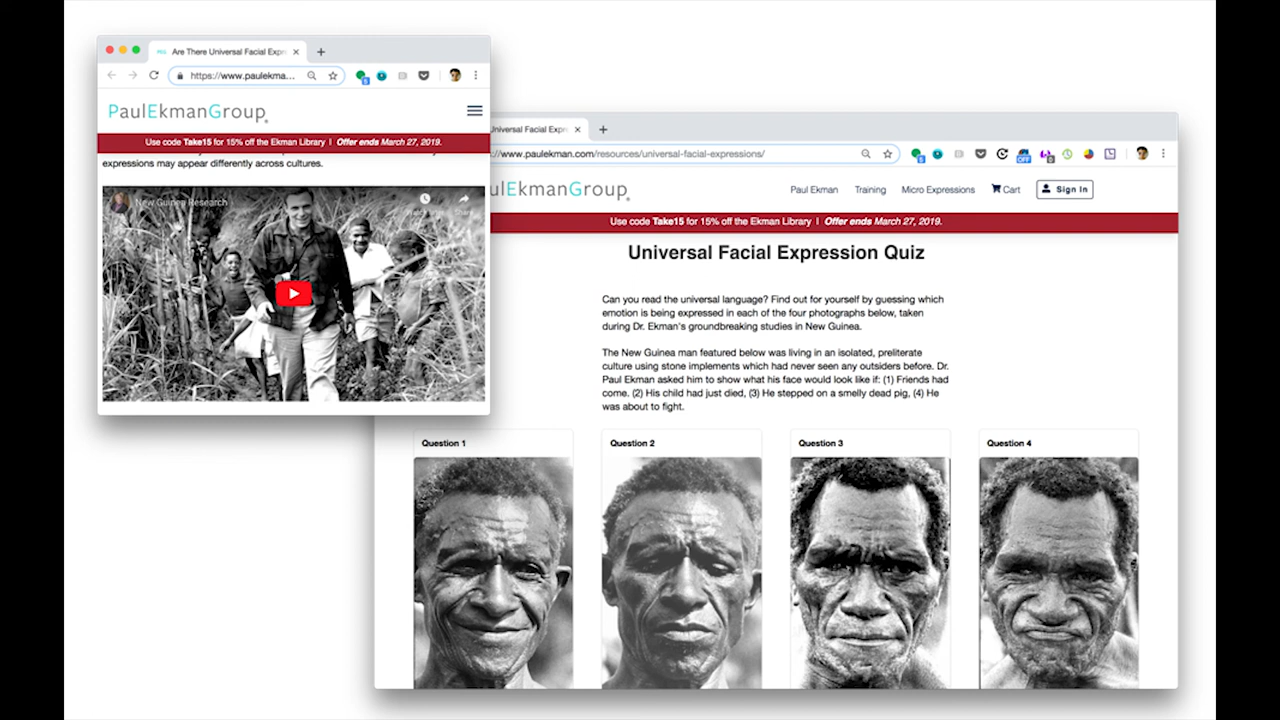 Are There Universal Facial Expr
https://www.paulekma...
PaulEkmanGroup
Use code Take15 for 15% off the Ekman Library | Offer ends March 27, 2019.
expressions may appear differently across cultures.
New Guinea Research
Universal Facial Expr
/www.paulekman.com/resources/universal-facial-expressions/
OFF
ulEkmanGroup
Paul Ekman
Training
Micro Expressions
Cart
Sign In
Use code Take15 for 15% off the Ekman Library | Offer ends March 27, 2019.
Universal Facial Expression Quiz
Can you read the universal language? Find out for yourself by guessing which
emotion is being expressed in each of the four photographs below, taken
during Dr. Ekman's groundbreaking studies in New Guinea.
The New Guinea man featured below was living in an isolated, preliterate
culture using stone implements which had never seen any outsiders before. Dr.
Paul Ekman asked him to show what his face would look like if: (1) Friends had
come. (2) His child had just died, (3) He stepped on a smelly dead pig, (4) He
was about to fight.
Question 1
Question 2
Question 3
Question 4